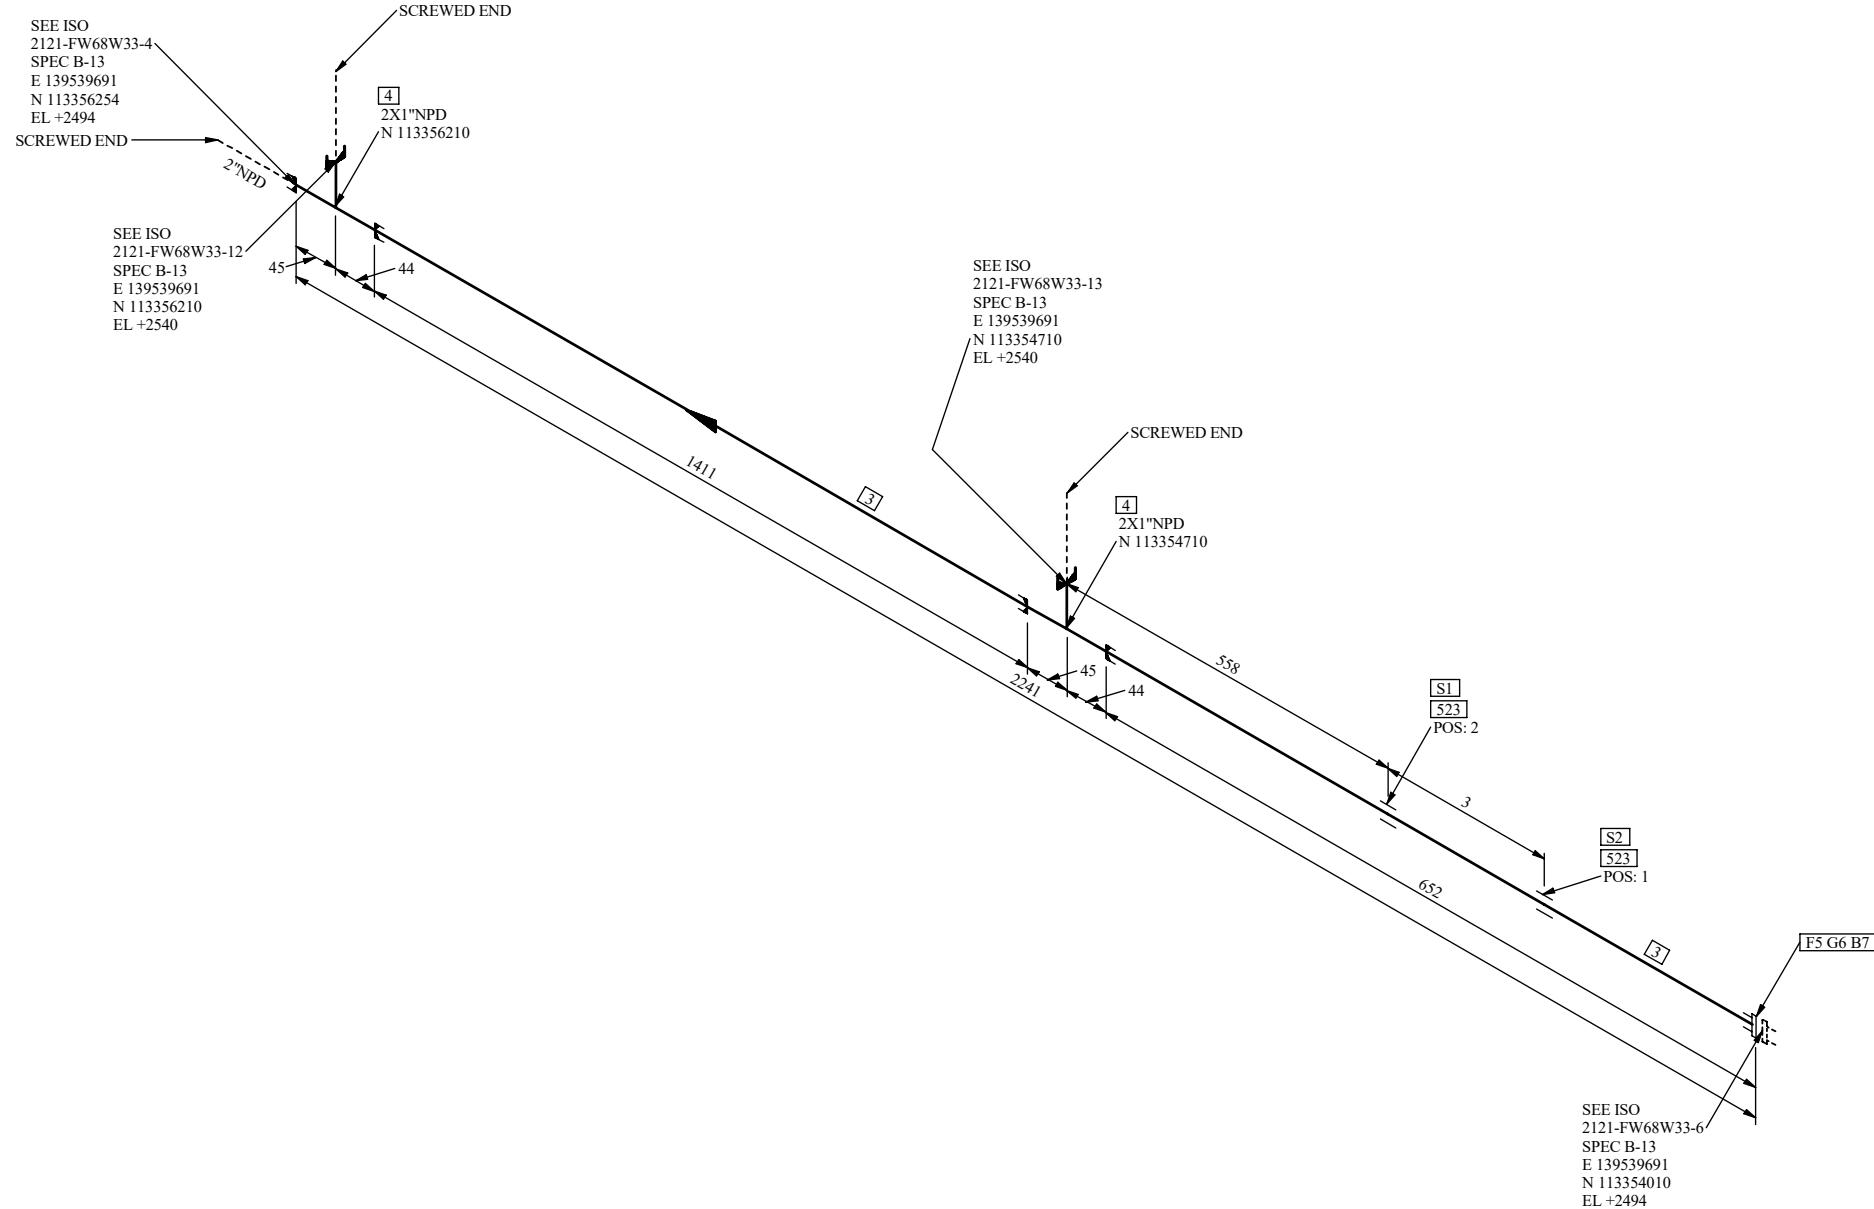 SCREWED END
SEE ISO
2121-FW68W33-4
SPEC B-13
E 139539691
N 113356254
EL +2494
SCREWED END
2"NPD
4
2X1"NPD
N 113356210
SEE ISO
2121-FW68W33-12
SPEC B-13
E 139539691
N 113356210
EL +2540
45
44
SEE ISO
2121-FW68W33-13
SPEC B-13
E 139539691
N 113354710
EL +2540
SCREWED END
1411
3
4
2X1"NPD
N 113354710
558
45
2241
44
S1
523
POS: 2
3
S2
523
POS: 1
652
3
F5 G6 B7
SEE ISO
2121-FW68W33-6
SPEC B-13
E 139539691
N 113354010
EL +2494